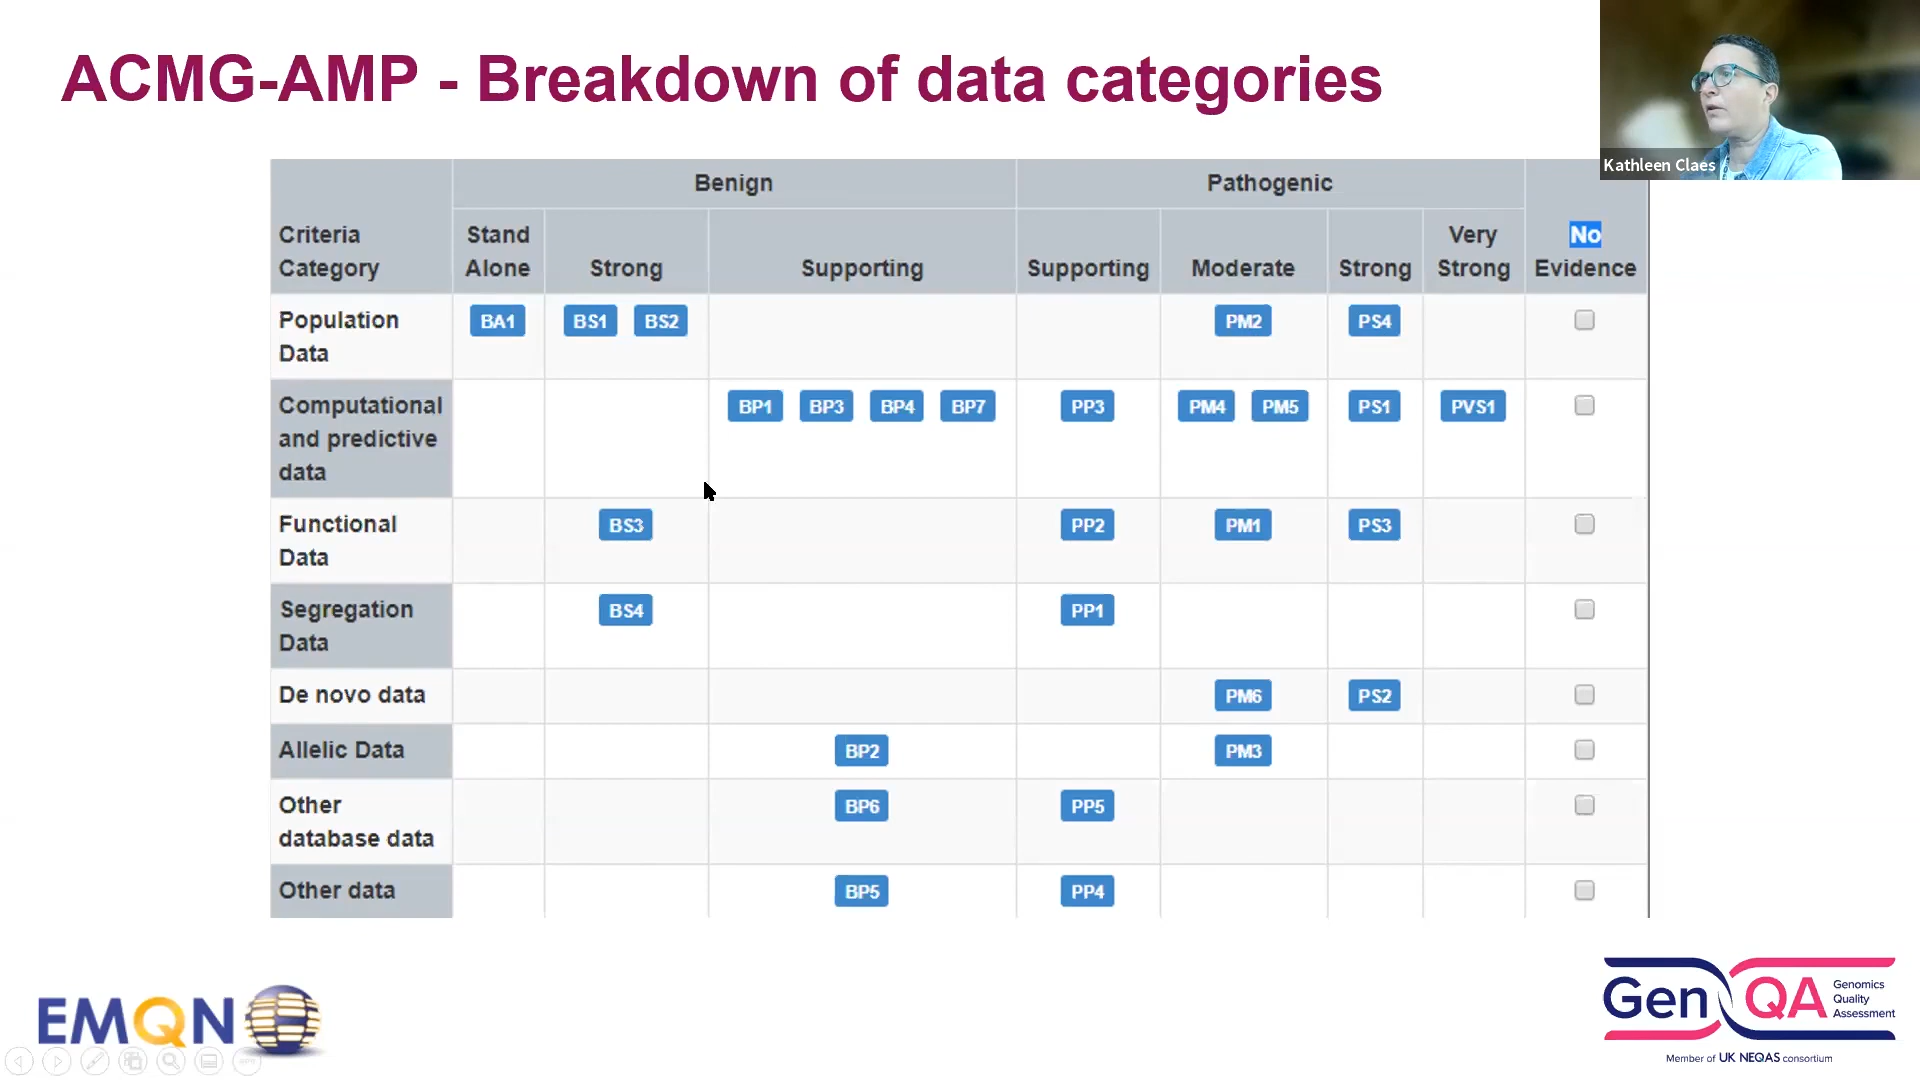 ACMG-AMP - Breakdown of data categories
Kathleen Claes
Benign
Pathogenic
Criteria
Category
Stand
Alone
Strong
Supporting
Supporting
Moderate
Strong
Very
Strong
No
Evidence
Population
Data
BA1
BS1 BS2
PM2
PS4
Computational
and predictive
data
BP1 BP3 BP4 BP7
PP3
PM4 PM5
PS1
PVS1
Functional
Data
BS3
PP2
PM1
PS3
Segregation
Data
BS4
PP1
De novo data
PM6
PS2
Allelic Data
BP2
PM3
Other
database data
BP6
PP5
Other data
BP5
PP4
EMQN
GenQA
Genomics
Quality
Assessment
Member of UK NEQAS consortium